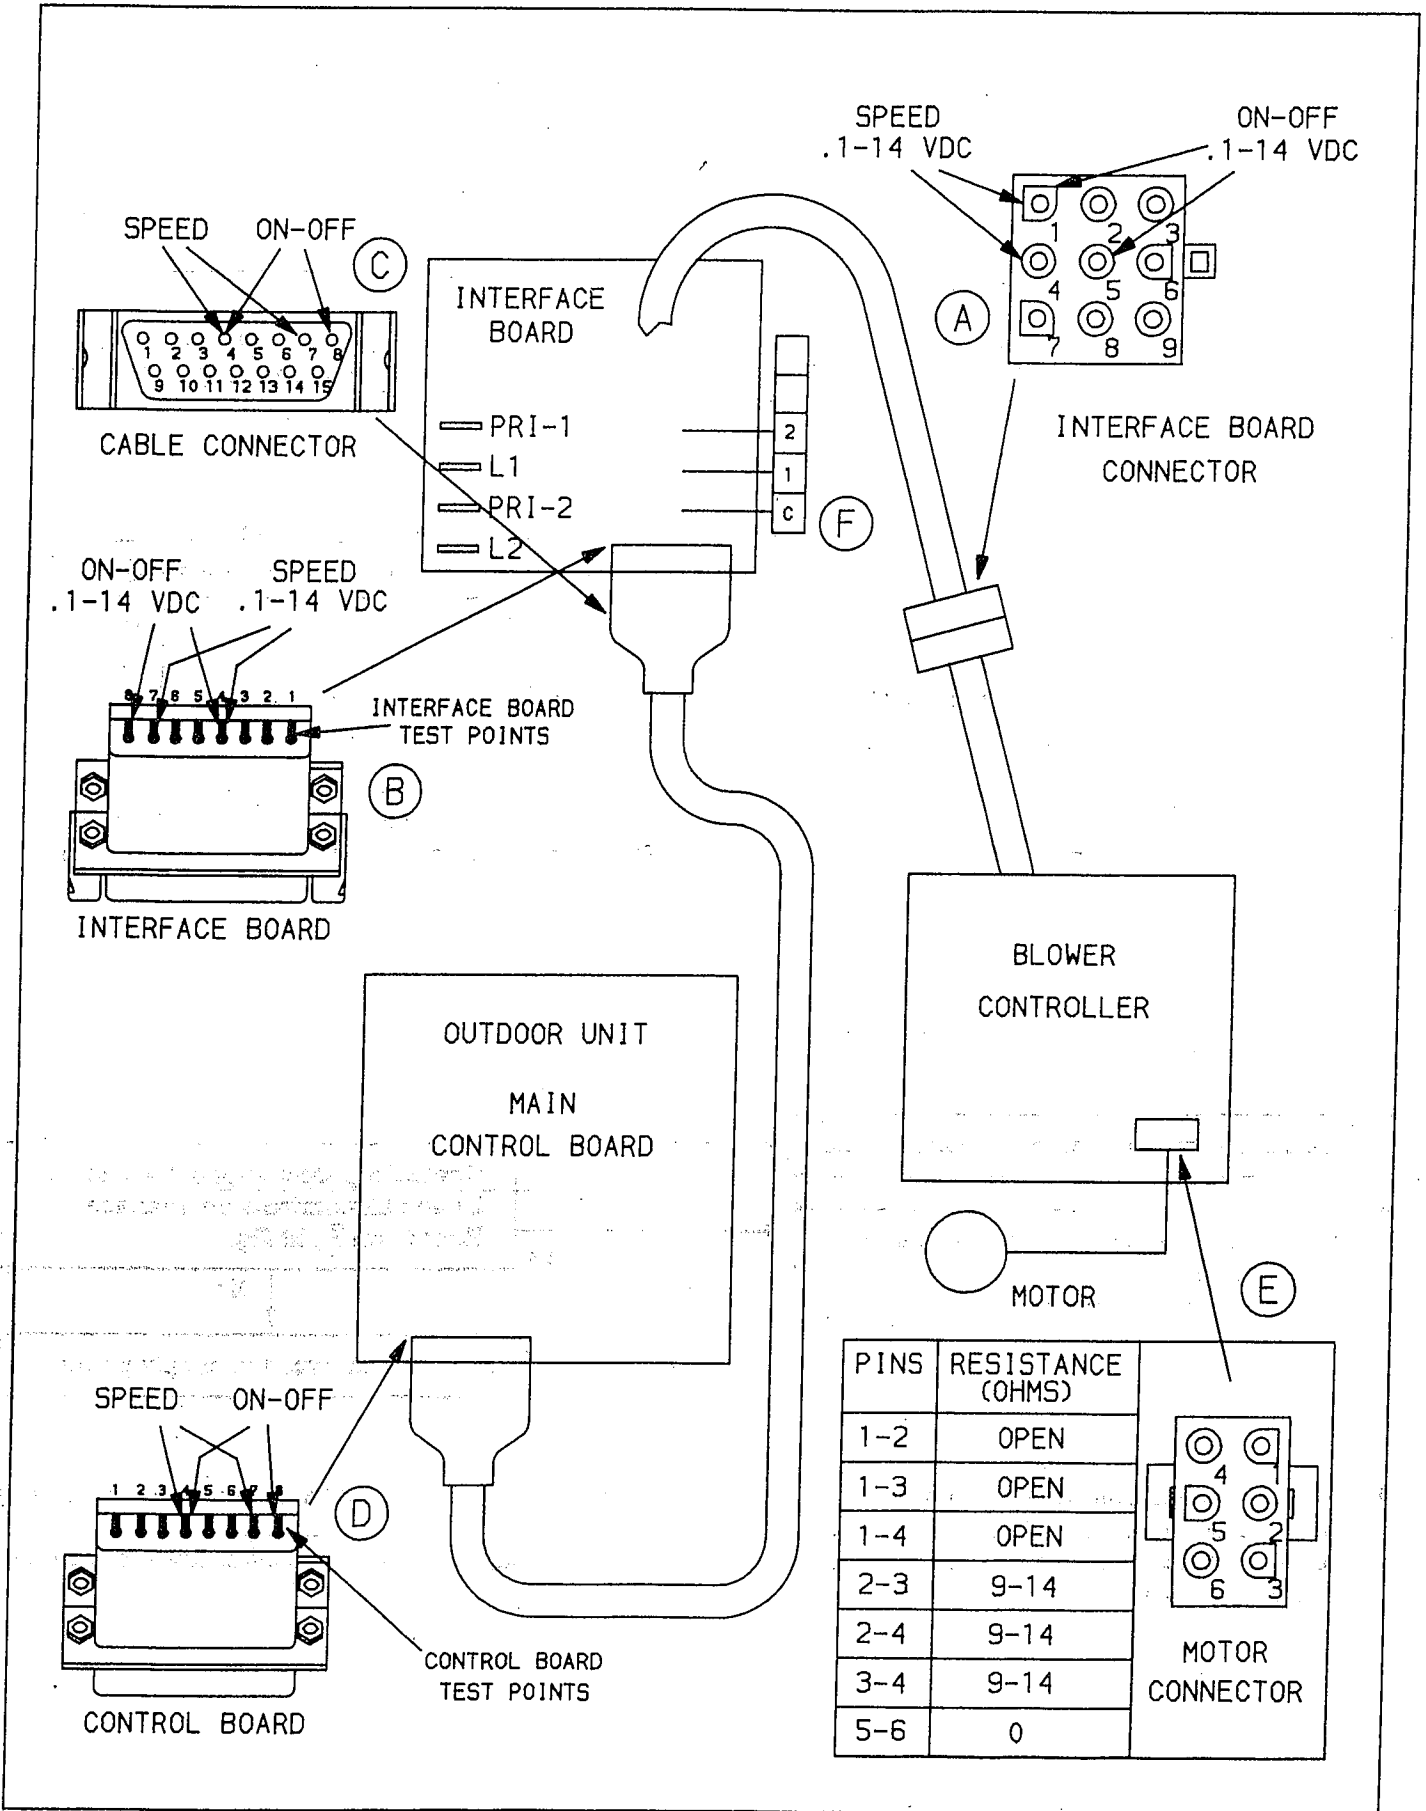 SPEED
.1-14 VDC
ON-OFF
.1-14 VDC
1 2 3
4 5 6
7 8 9
A
INTERFACE BOARD
CONNECTOR
SPEED ON-OFF
C
1 2 3 4 5 6 7 8
9 10 11 12 13 14 15
CABLE CONNECTOR
INTERFACE
BOARD
PRI-1
L1
PRI-2
L2
2
1
C
F
ON-OFF
.1-14 VDC
SPEED
.1-14 VDC
8 7 6 5 4 3 2 1
INTERFACE BOARD
TEST POINTS
B
INTERFACE BOARD
BLOWER
CONTROLLER
OUTDOOR UNIT
MAIN
CONTROL BOARD
MOTOR
E
SPEED ON-OFF
1 2 3 4 5 6 7 8
D
CONTROL BOARD
TEST POINTS
CONTROL BOARD
PINS RESISTANCE
(OHMS)
1-2 OPEN
1-3 OPEN
1-4 OPEN
2-3 9-14
2-4 9-14
3-4 9-14
5-6 0
4 1
5 2
6 3
MOTOR
CONNECTOR